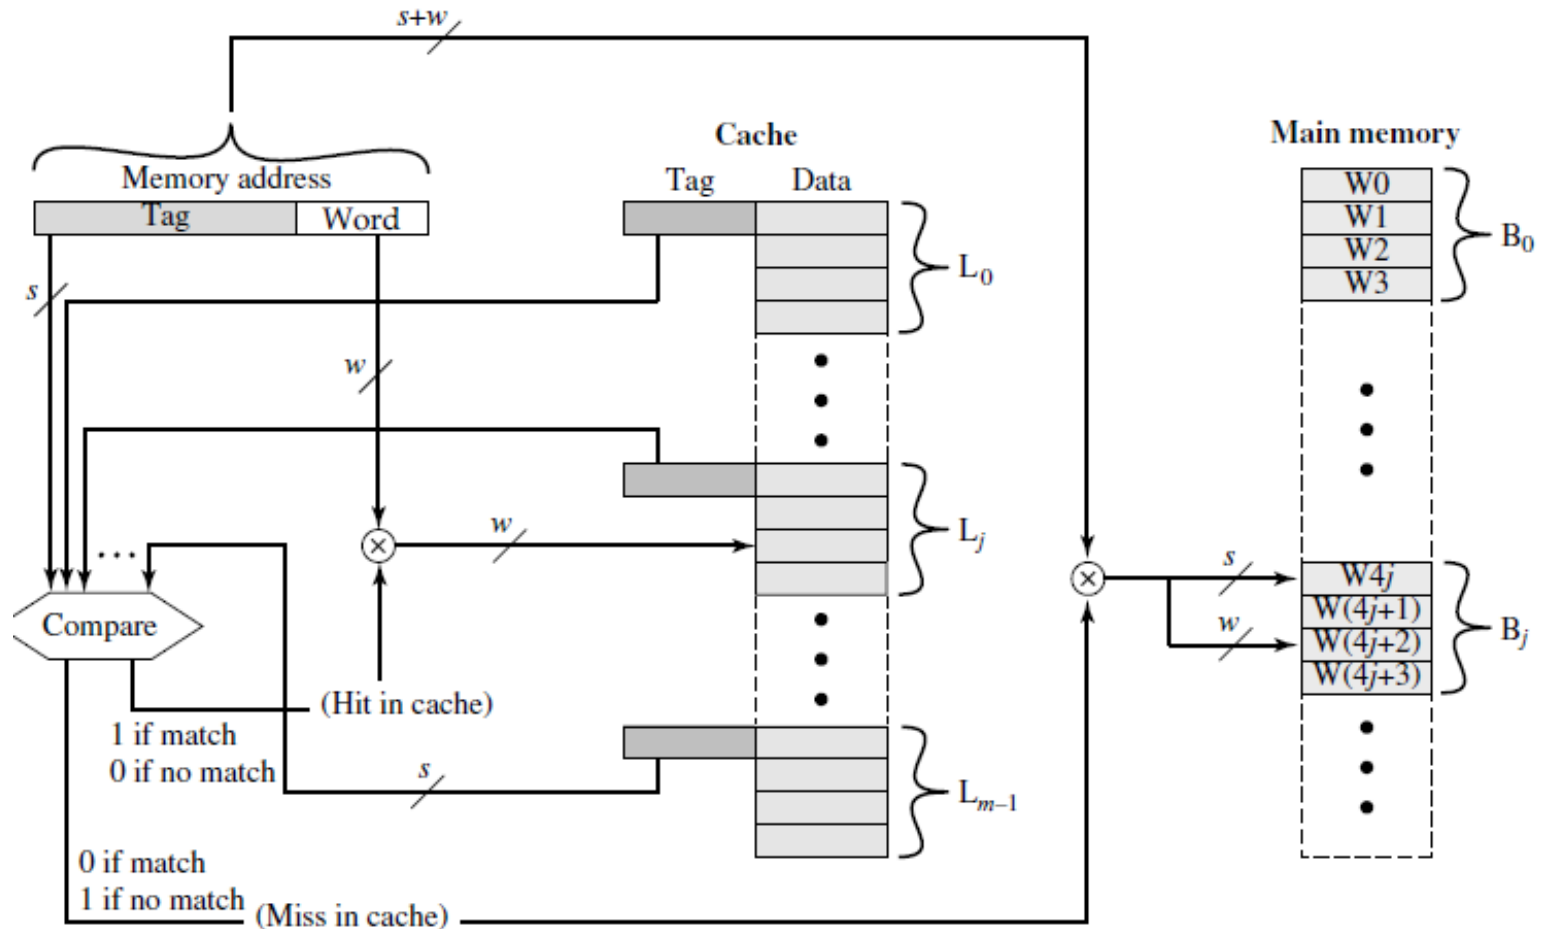 s+w
Cache
Main memory
Memory address
Tag
Data
Tag
Word
W0
W1
W2
W3
B0
L0
s
w
w
Lj
s
w
W4j
W(4j+1)
W(4j+2)
W(4j+3)
Bj
...
Compare
(Hit in cache)
1 if match
0 if no match
s
Lm–1
0 if match
1 if no match
(Miss in cache)